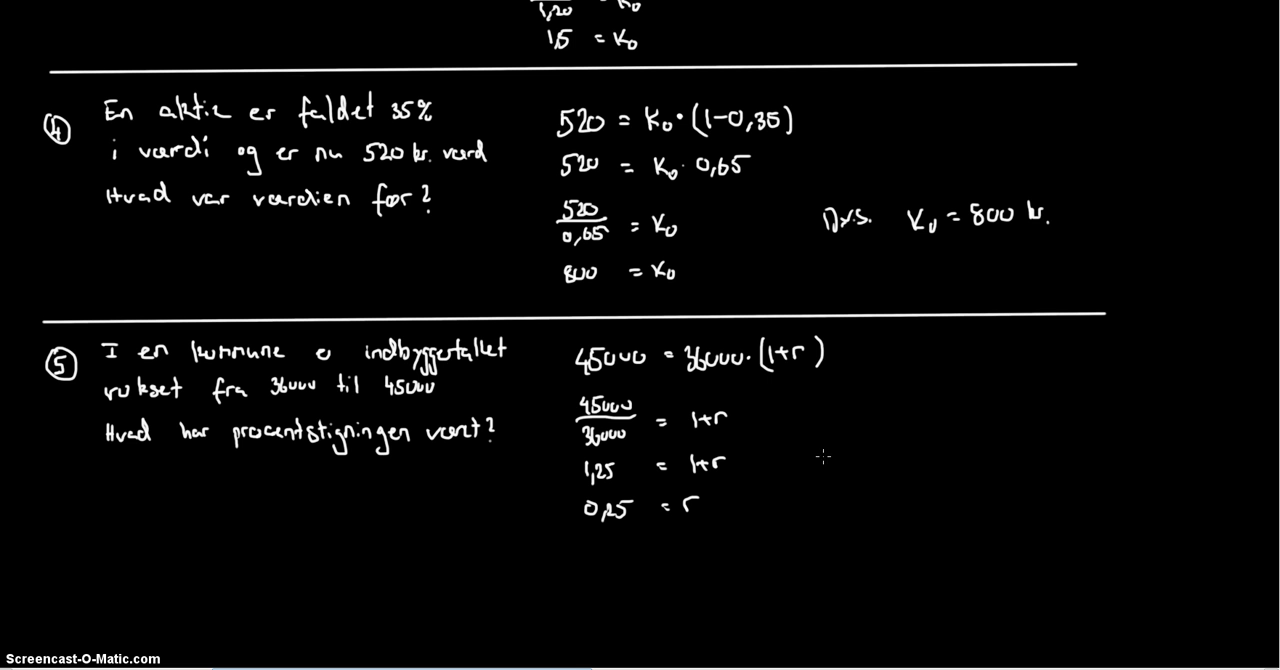 1,20 K₀
15 = K₀
④ En aktie er faldet 35%
i værdi og er nu 520 kr. værd
Hvad var værdien før?
520 = K₀ · (1-0,35)
520 = K₀ · 0,65
520/0,65 = K₀
800 = K₀
Dvs. K₀ = 800 kr.
⑤ I en kommune e indbyggertallet
vokset fra 36000 til 45000
Hvad har procentstigningen været?
45000 = 36000 · (1+r)
45000/36000 = 1+r
1,25 = 1+r
0,25 = r
Screencast-O-Matic.com